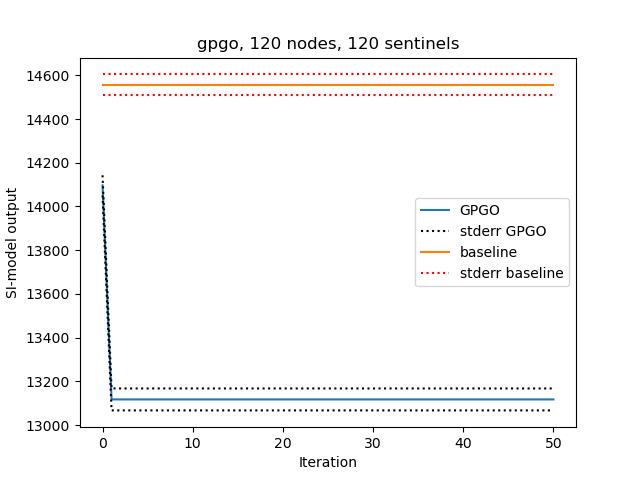 gpgo, 120 nodes, 120 sentinels
14600
14400
14200
14000
13800
13600
13400
13200
13000
SI-model output
GPGO
stderr GPGO
baseline
stderr baseline
0 10 20 30 40 50
Iteration